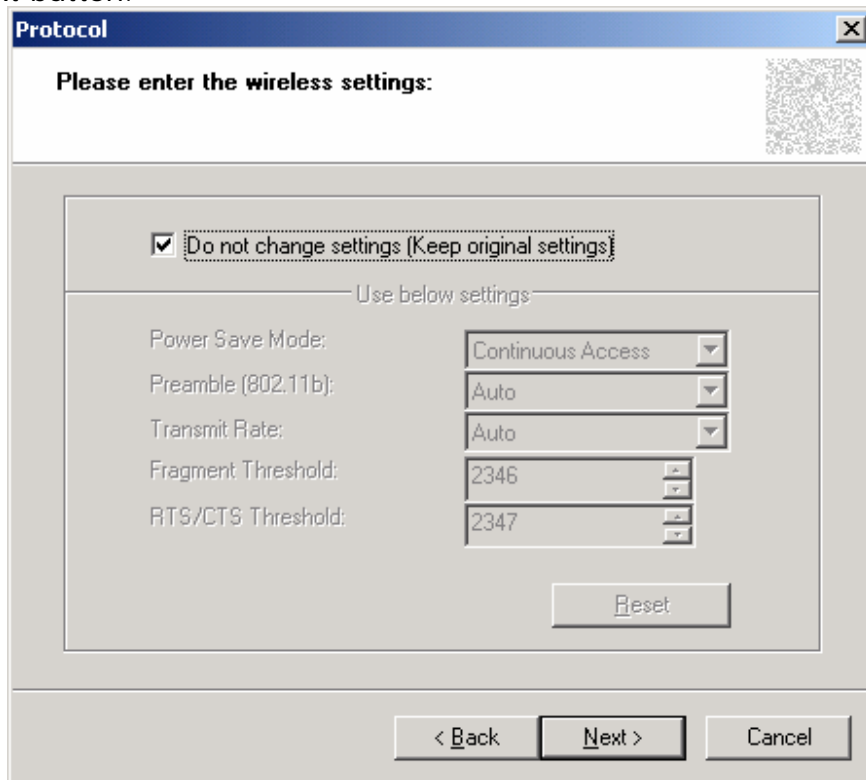 button.
Protocol
Please enter the wireless settings:
Do not change settings (Keep original settings)
Use below settings
Power Save Mode: Continuous Access
Preamble (802.11b): Auto
Transmit Rate: Auto
Fragment Threshold: 2346
RTS/CTS Threshold: 2347
Reset
< Back Next > Cancel